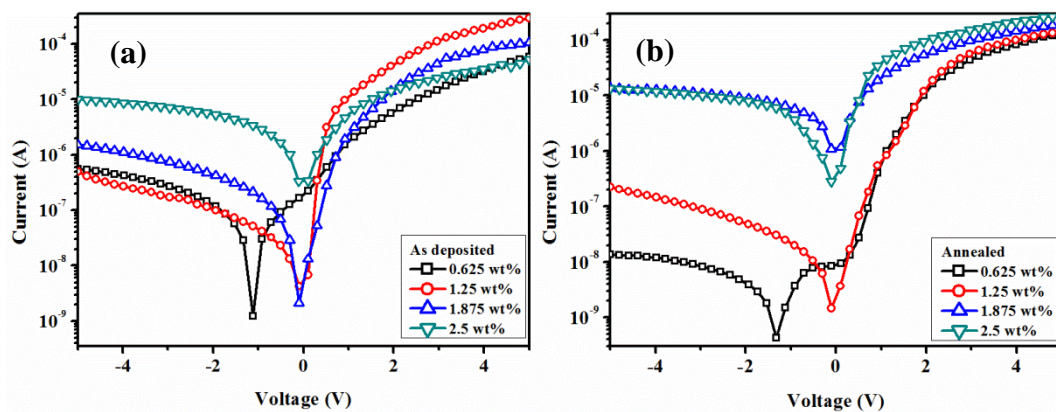 (a)
10⁻⁴
10⁻⁵
10⁻⁶
10⁻⁷
10⁻⁸
10⁻⁹
Current (A)
As deposited
0.625 wt%
1.25 wt%
1.875 wt%
2.5 wt%
-4 -2 0 2 4
Voltage (V)
(b)
10⁻⁴
10⁻⁵
10⁻⁶
10⁻⁷
10⁻⁸
10⁻⁹
Current (A)
Annealed
0.625 wt%
1.25 wt%
1.875 wt%
2.5 wt%
-4 -2 0 2 4
Voltage (V)